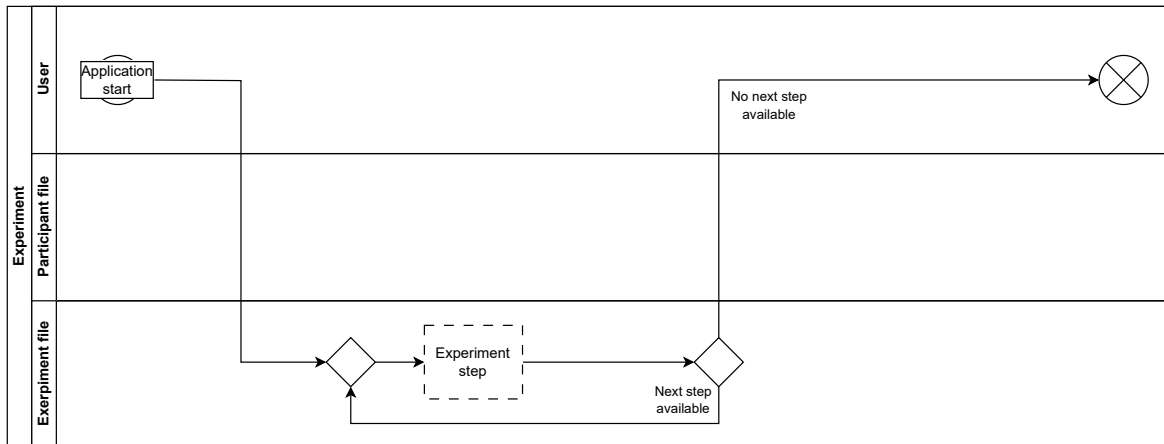 Experiment
User
Participant file
Exerpiment file
Application
start
No next step
available
Experiment
step
Next step
available